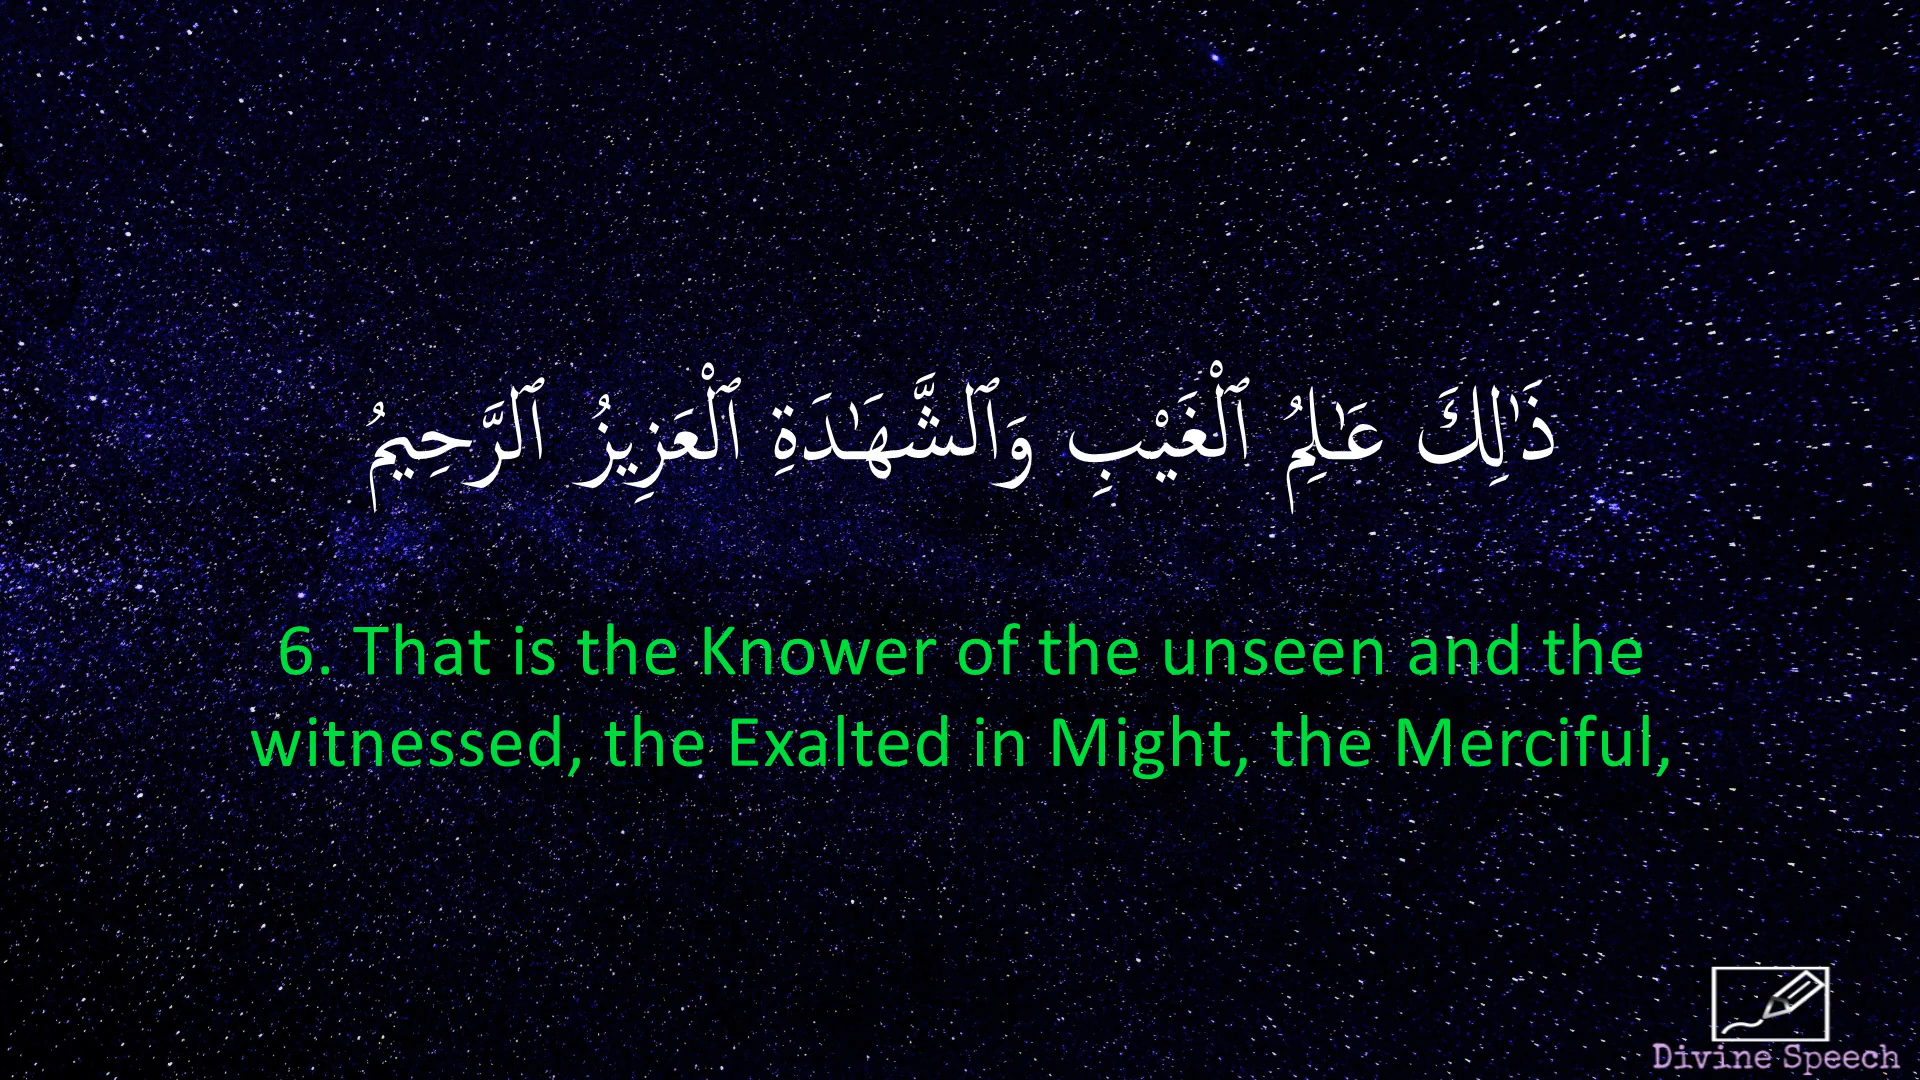 ذَٰلِكَ عَـٰلِمُ ٱلْغَيْبِ وَٱلشَّهَـٰدَةِ ٱلْعَزِيزُ ٱلرَّحِيمُ
6. That is the Knower of the unseen and the
witnessed, the Exalted in Might, the Merciful,
Divine Speech